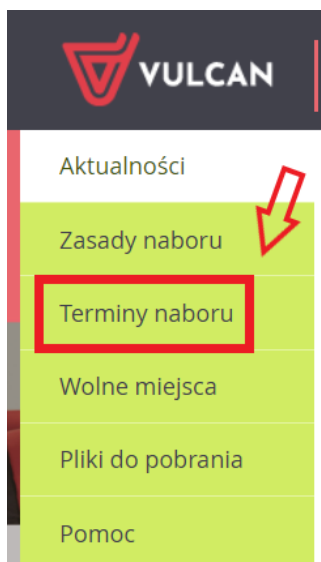 VULCAN
Aktualności
Zasady naboru
Terminy naboru
Wolne miejsca
Pliki do pobrania
Pomoc